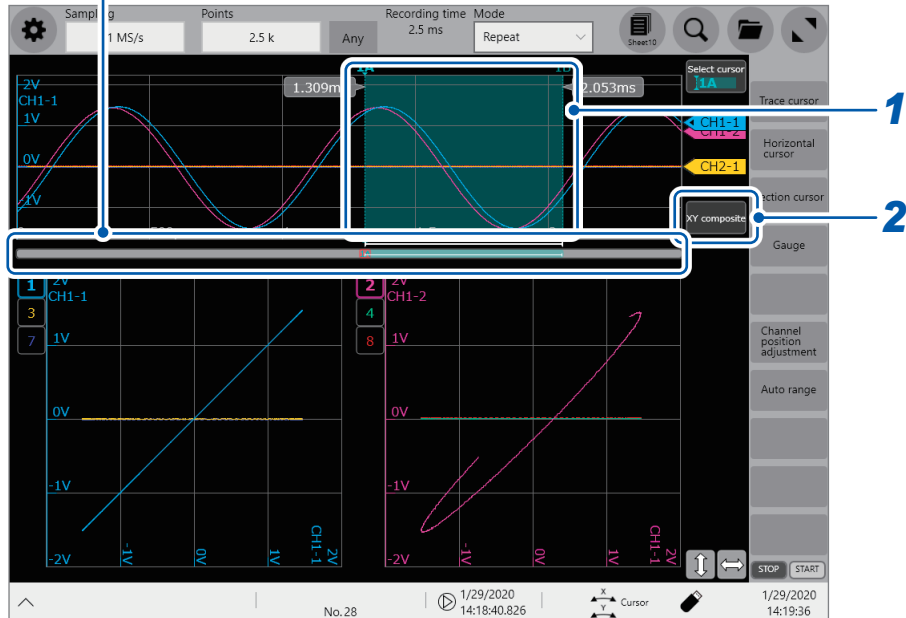 Sampling Points Recording time Mode
1 MS/s 2.5 k Any 2.5 ms Repeat
Sheet10
2V
CH1-1
1V
0V
-1V
1.309m
2.053ms
1A
Select cursor
1A
CH1-1
CH1-2
CH2-1
XY composite
1
2
Trace cursor
Horizontal
cursor
ection cursor
Gauge
Channel
position
adjustment
Auto range
1 2V
CH1-1
3
7 1V
0V
-1V
-2V
-1V
0V
1V
2V
CH1-1
2 2V
CH1-2
4
8 1V
0V
-1V
-2V
-1V
0V
1V
2V
CH1-1
STOP START
No. 28
1/29/2020
14:18:40.826
X
Y
Cursor
1/29/2020
14:19:36